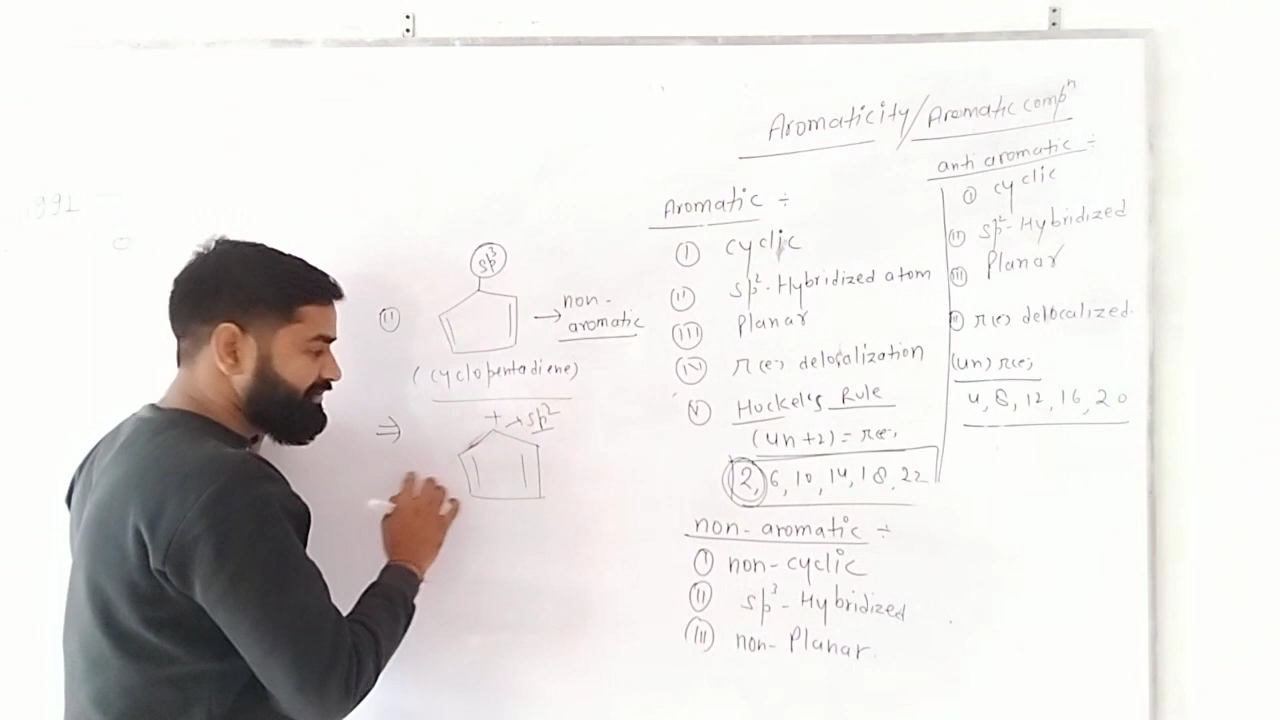 Aromaticity/Aromatic compⁿ
Aromatic ÷
(I) cyclic
(II) sp²-Hybridized atom
(III) Planar
(IV) π(e-) delocalization
(V) Huckel's Rule
(4n+2) = π e-,
2, 6, 10, 14, 18, 22
anti aromatic ÷
(I) cyclic
(II) sp²-Hybridized
(III) Planar
π(e) delocalized.
(4n) π e-
4, 8, 12, 16, 20
non-aromatic ÷
(I) non-cyclic
(II) sp³-Hybridized
(III) non-Planar.
(II) sp³ → non-
aromatic
(cyclopentadiene)
⇒ + → sp²